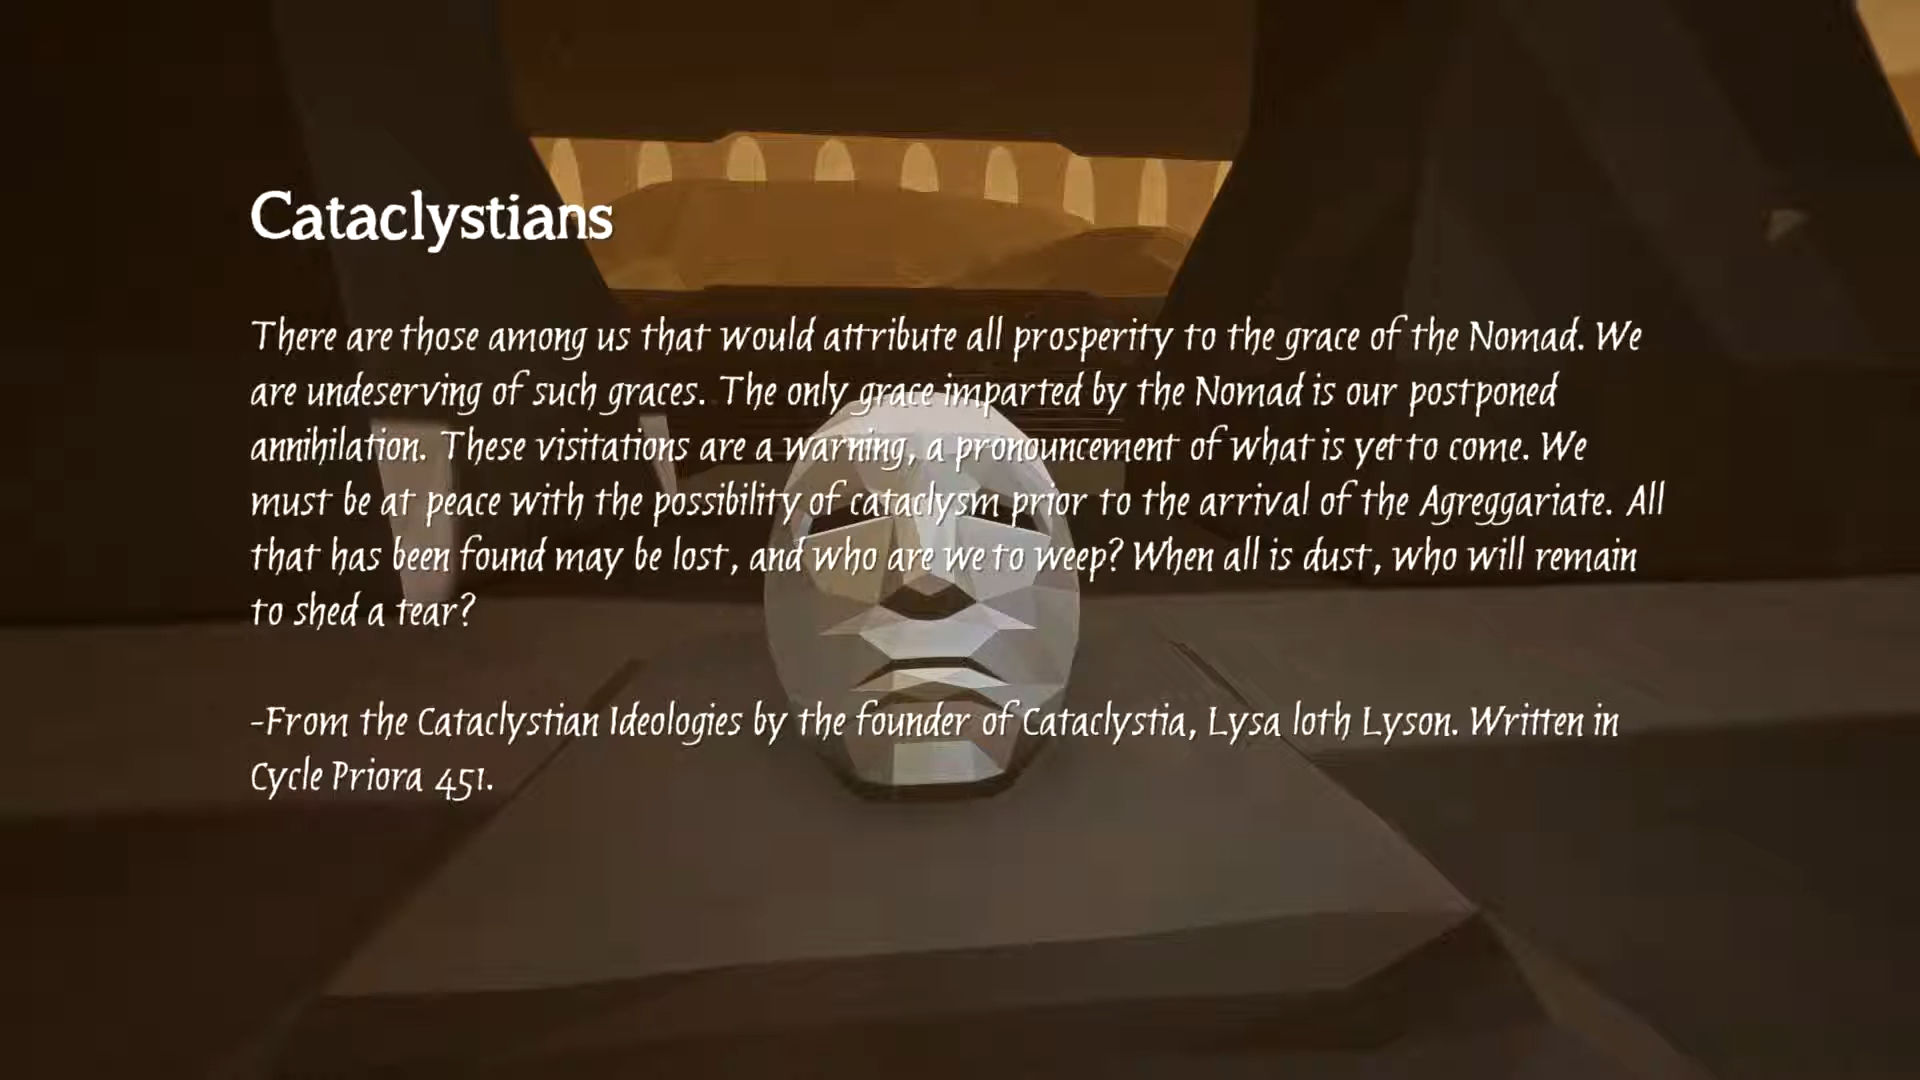 Cataclystians
There are those among us that would attribute all prosperity to the grace of the Nomad. We
are undeserving of such graces. The only grace imparted by the Nomad is our postponed
annihilation. These visitations are a warning, a pronouncement of what is yet to come. We
must be at peace with the possibility of cataclysm prior to the arrival of the Agreggariate. All
that has been found may be lost, and who are we to weep? When all is dust, who will remain
to shed a tear?
-From the Cataclystian Ideologies by the founder of Cataclystia, Lysa loth Lyson. Written in
Cycle Priora 451.